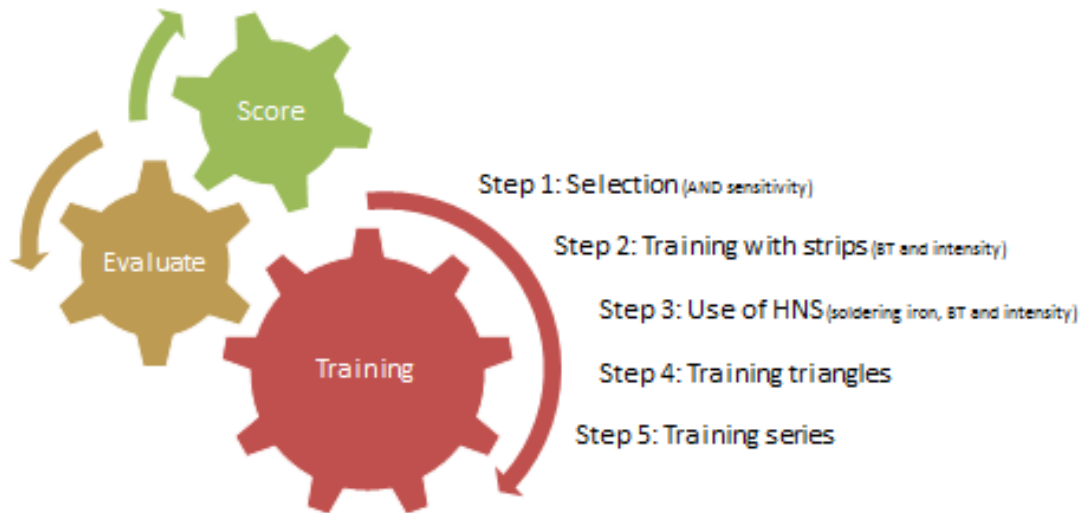 Score
Evaluate
Training
Step 1: Selection (AND sensitivity)
Step 2: Training with strips (BT and intensity)
Step 3: Use of HNS (soldering iron, BT and intensity)
Step 4: Training triangles
Step 5: Training series